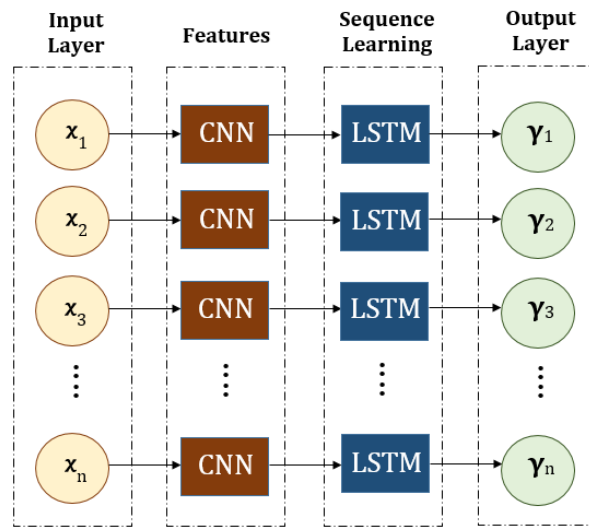 Input Layer
Features
Sequence Learning
Output Layer
x₁ CNN LSTM γ₁
x₂ CNN LSTM γ₂
x₃ CNN LSTM γ₃
⋮ ⋮ ⋮ ⋮
xₙ CNN LSTM γₙ